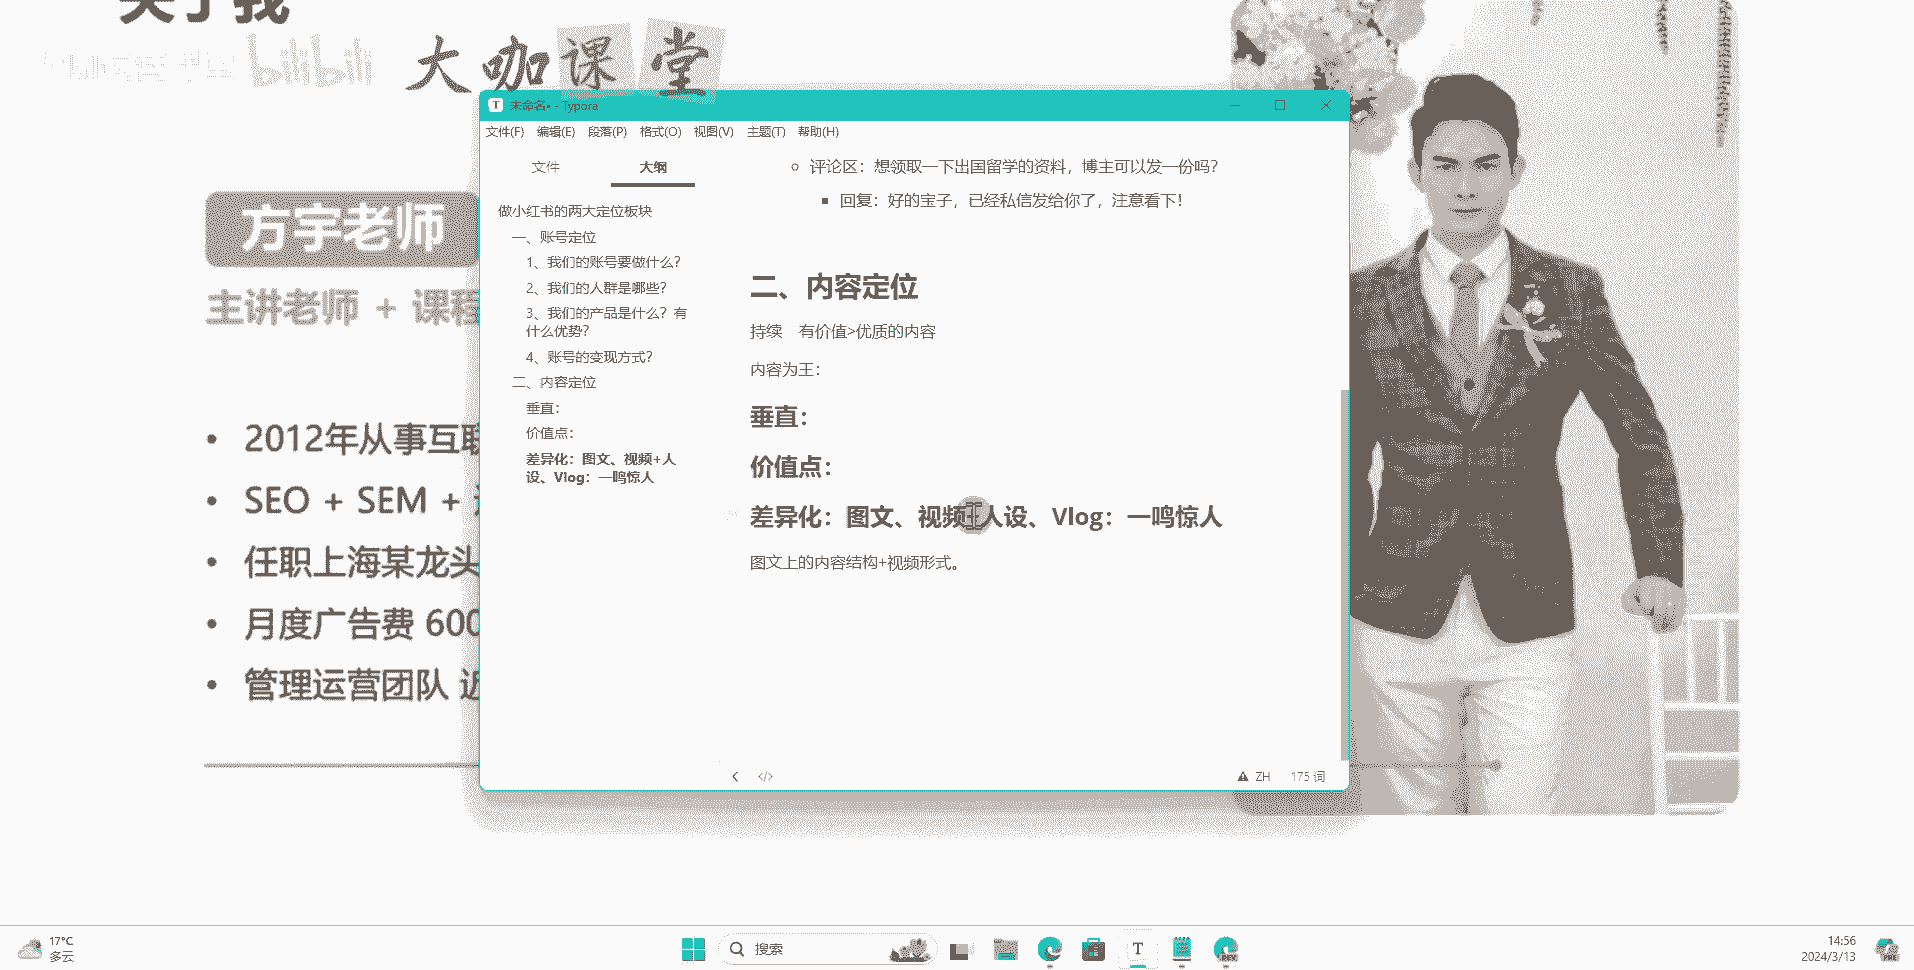 关于我
bilibili
大咖课堂
方宇老师
主讲老师 + 课程
2012年从事互联
SEO + SEM +
任职上海某龙头
月度广告费 600
管理运营团队 近
未命名• - Typora
文件(F) 编辑(E) 段落(P) 格式(O) 视图(V) 主题(T) 帮助(H)
文件 大纲
做小红书的两大定位板块
一、账号定位
1、我们的账号要做什么？
2、我们的人群是哪些？
3、我们的产品是什么？有
什么优势？
4、账号的变现方式？
二、内容定位
垂直：
价值点：
差异化：图文、视频+人
设、Vlog：一鸣惊人
评论区：想领取一下出国留学的资料，博主可以发一份吗？
回复：好的宝子，已经私信发给你了，注意看下！
二、内容定位
持续 有价值>优质的内容
内容为王：
垂直：
价值点：
差异化：图文、视频+人设、Vlog：一鸣惊人
图文上的内容结构+视频形式。
ZH 175 词
17°C
多云
搜索
T
14:56
2024/3/13